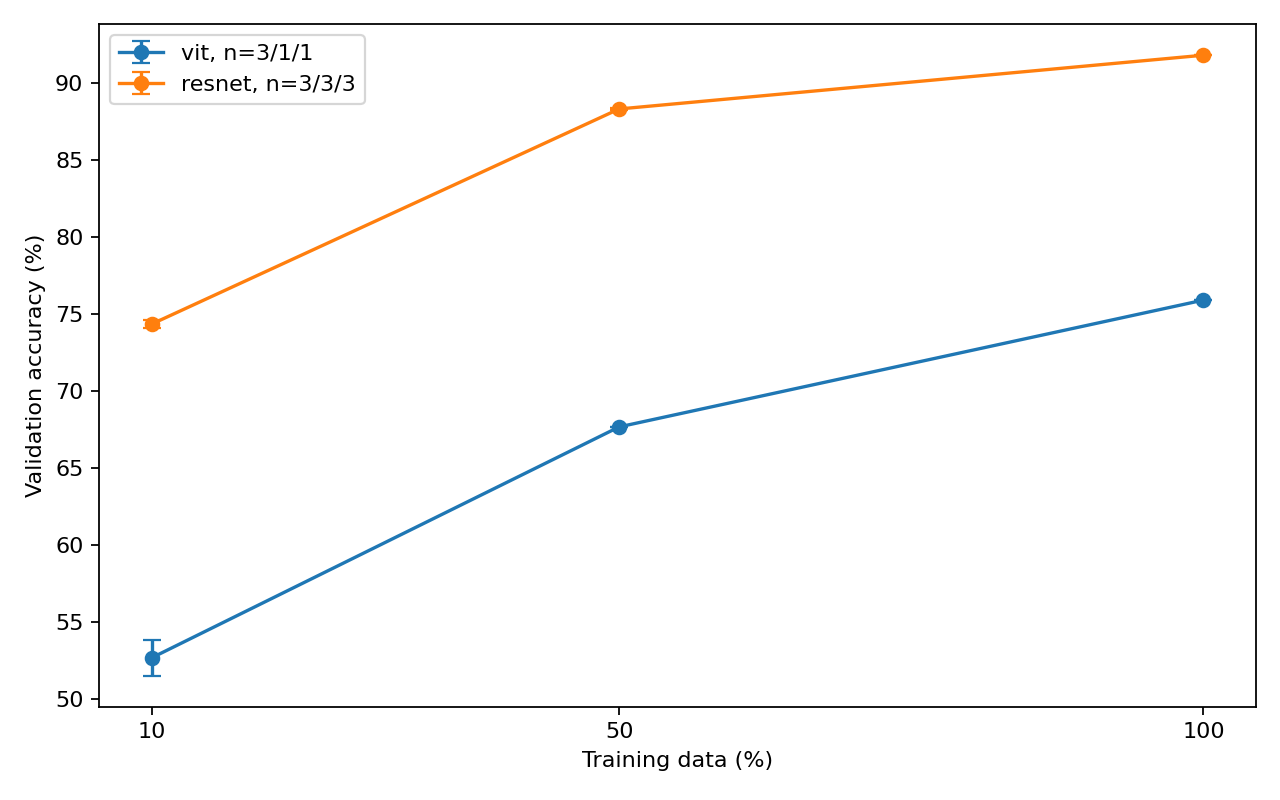 vit, n=3/1/1
resnet, n=3/3/3
90
85
80
75
70
65
60
55
50
Validation accuracy (%)
10 50 100
Training data (%)